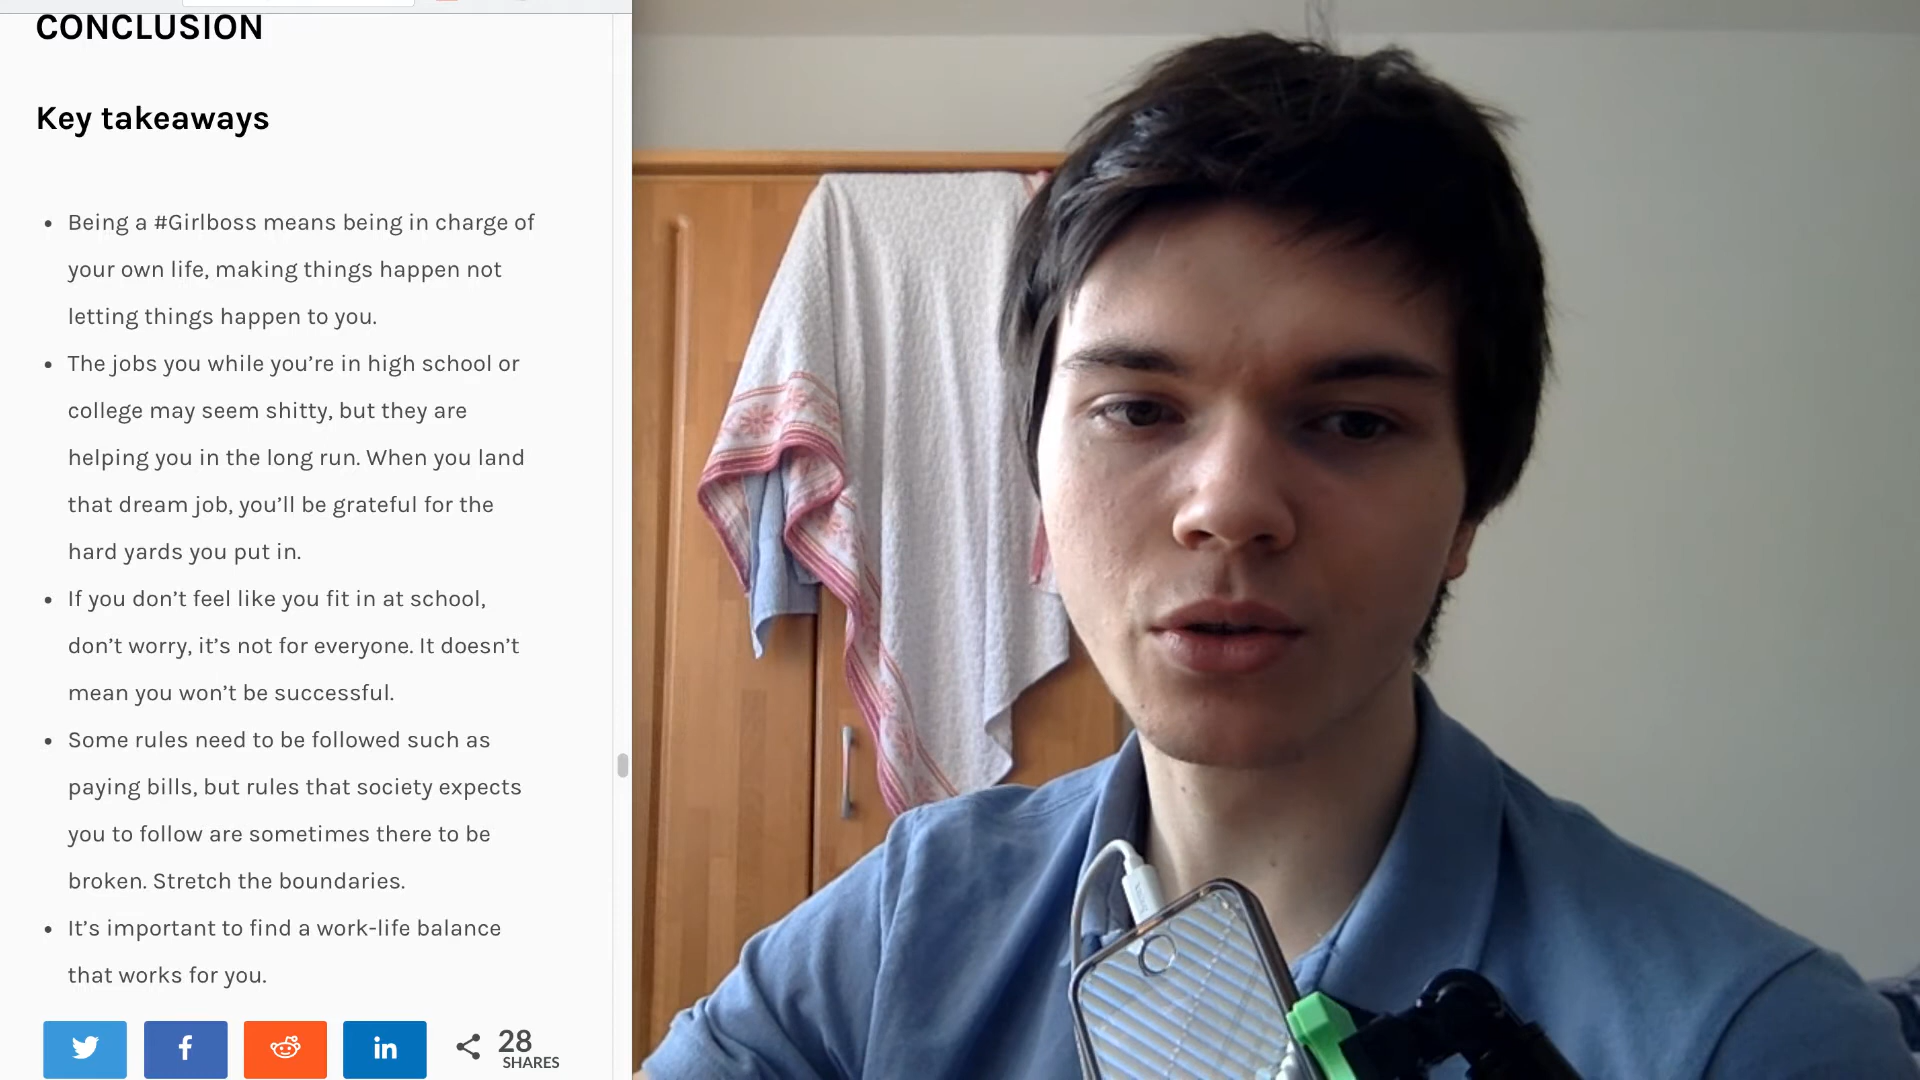 CONCLUSION
Key takeaways
• Being a #Girlboss means being in charge of
your own life, making things happen not
letting things happen to you.
• The jobs you while you’re in high school or
college may seem shitty, but they are
helping you in the long run. When you land
that dream job, you’ll be grateful for the
hard yards you put in.
• If you don’t feel like you fit in at school,
don’t worry, it’s not for everyone. It doesn’t
mean you won’t be successful.
• Some rules need to be followed such as
paying bills, but rules that society expects
you to follow are sometimes there to be
broken. Stretch the boundaries.
• It’s important to find a work-life balance
that works for you.
28
SHARES